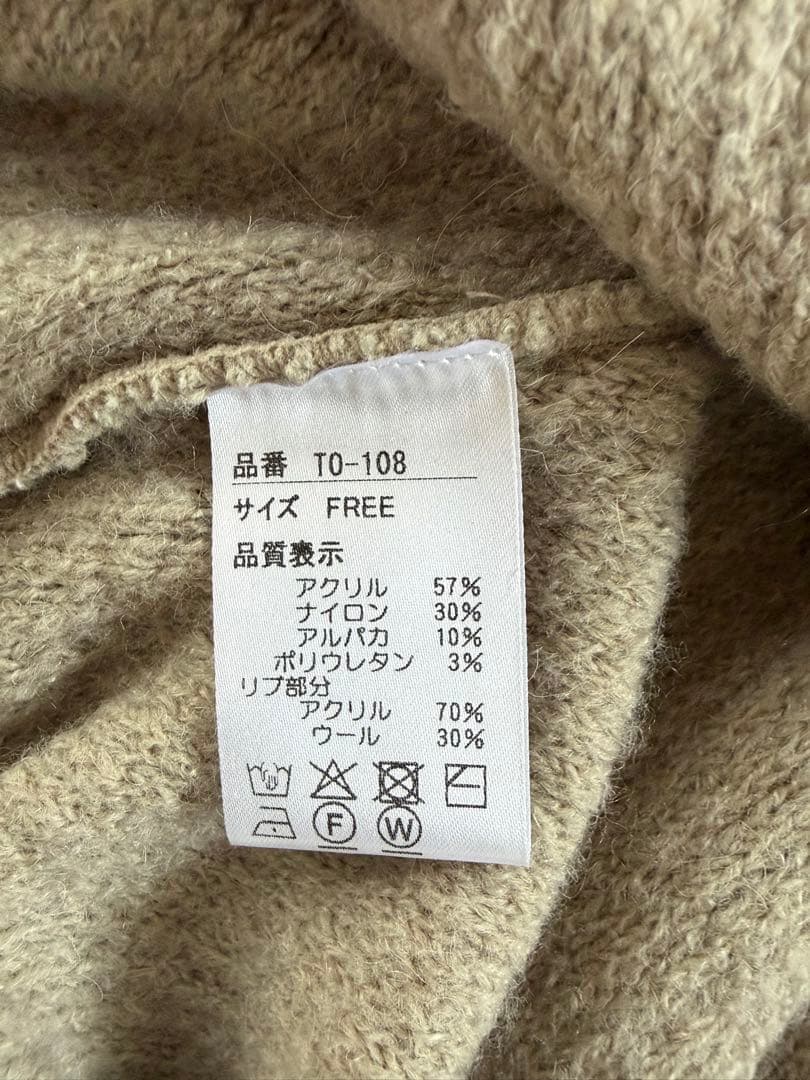 品番 TO-108
サイズ FREE
品質表示
アクリル 57%
ナイロン 30%
アルパカ 10%
ポリウレタン 3%
リブ部分
アクリル 70%
ウール 30%
F W